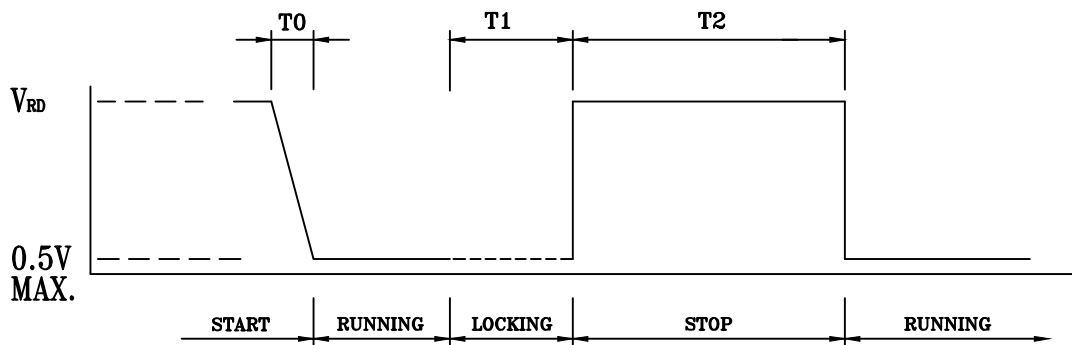 T0 T1 T2
VRD
0.5V
MAX.
START RUNNING LOCKING STOP RUNNING